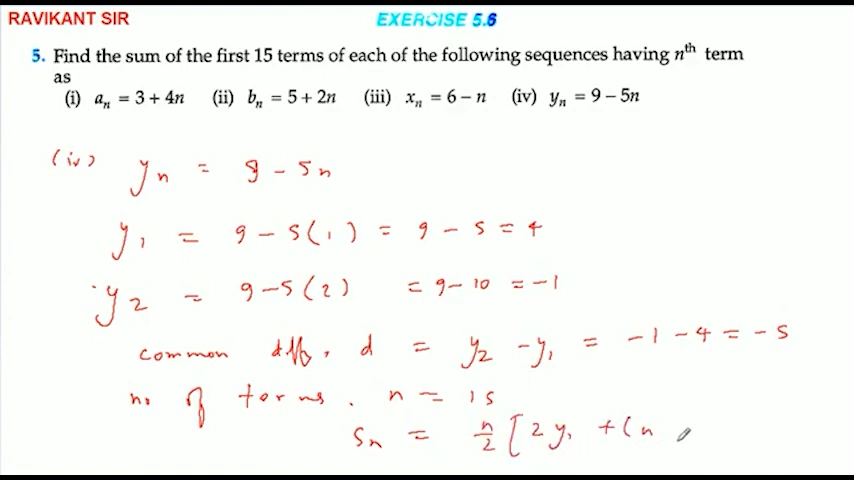 RAVIKANT SIR
EXERCISE 5.6
5. Find the sum of the first 15 terms of each of the following sequences having nᵗʰ term
as
(i) aₙ = 3 + 4n (ii) bₙ = 5 + 2n (iii) xₙ = 6 – n (iv) yₙ = 9 – 5n
(iv) yₙ = 9 - 5n
y₁ = 9 - 5(1) = 9 - 5 = 4
y₂ = 9 - 5(2) = 9 - 10 = -1
common diff. d = y₂ - y₁ = -1 - 4 = -5
no of terms. n = 15
Sₙ = n/2 [2y₁ + (n